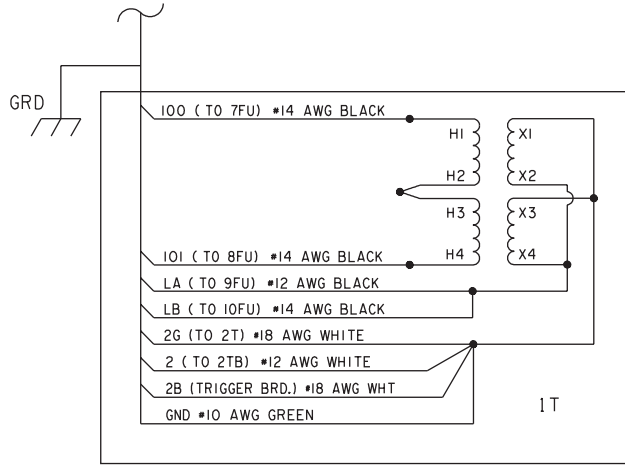 GRD
100 ( TO 7FU) #14 AWG BLACK
H1 X1
H2 X2
H3 X3
H4 X4
101 ( TO 8FU) #14 AWG BLACK
LA (TO 9FU) #12 AWG BLACK
LB ( TO 10FU) #14 AWG BLACK
2G (TO 2T) #18 AWG WHITE
2 ( TO 2TB) #12 AWG WHITE
2B (TRIGGER BRD.) #18 AWG WHT
GND #10 AWG GREEN
1T